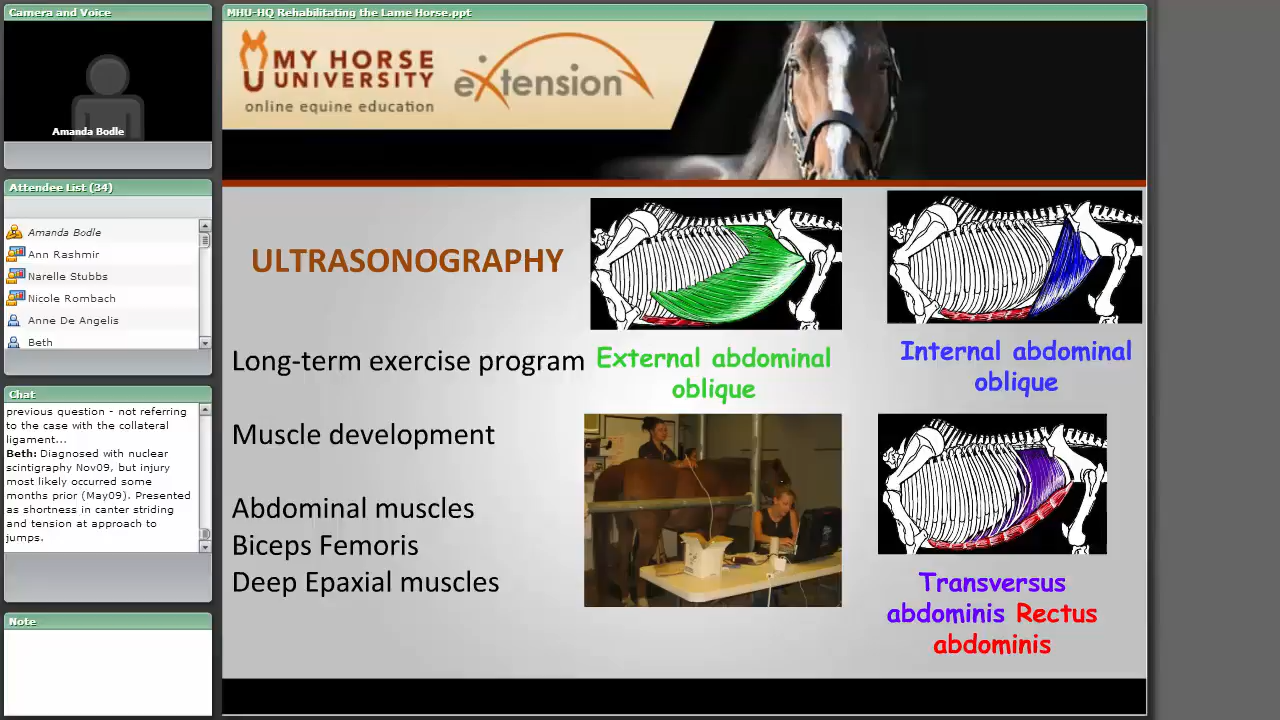 Camera and Voice
Amanda Bodle
Attendee List (34)
Amanda Bodle
Ann Rashmir
Narelle Stubbs
Nicole Rombach
Anne De Angelis
Beth
Chat
previous question - not referring
to the case with the collateral
ligament...
Beth: Diagnosed with nuclear
scintigraphy Nov09, but injury
most likely occurred some
months prior (May09). Presented
as shortness in canter striding
and tension at approach to
jumps.
Note
MHU-HQ Rehabilitating the Lame Horse.ppt
MY HORSE
UNIVERSITY
online equine education
eXtension
ULTRASONOGRAPHY
Long-term exercise program
Muscle development
Abdominal muscles
Biceps Femoris
Deep Epaxial muscles
External abdominal
oblique
Internal abdominal
oblique
Transversus
abdominis Rectus
abdominis